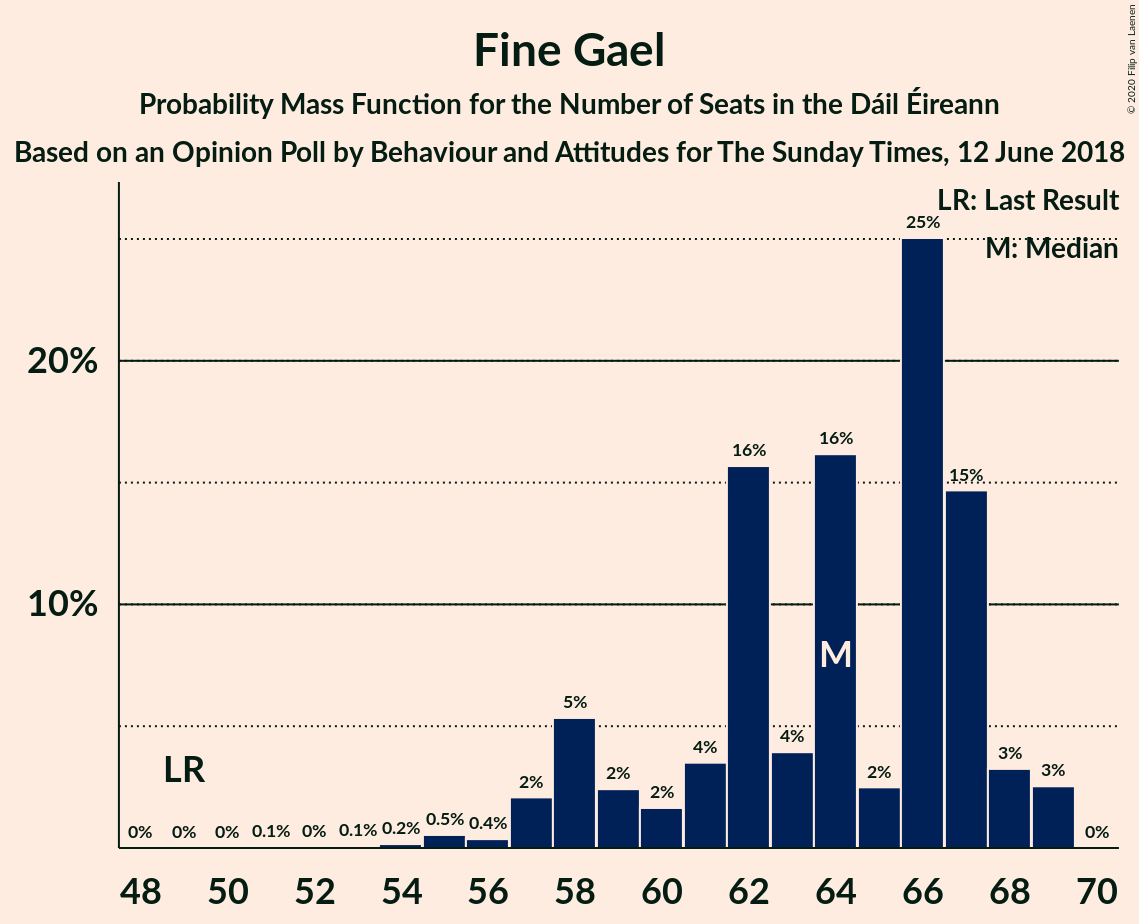 Fine Gael
Probability Mass Function for the Number of Seats in the Dáil Éireann
Based on an Opinion Poll by Behaviour and Attitudes for The Sunday Times, 12 June 2018
© 2020 Filip van Laenen
LR: Last Result
M: Median
20%
10%
LR
M
0%
0%
0%
0.1%
0%
0.1%
0.2%
0.5%
0.4%
2%
5%
2%
2%
4%
16%
4%
16%
2%
25%
15%
3%
3%
0%
48 50 52 54 56 58 60 62 64 66 68 70